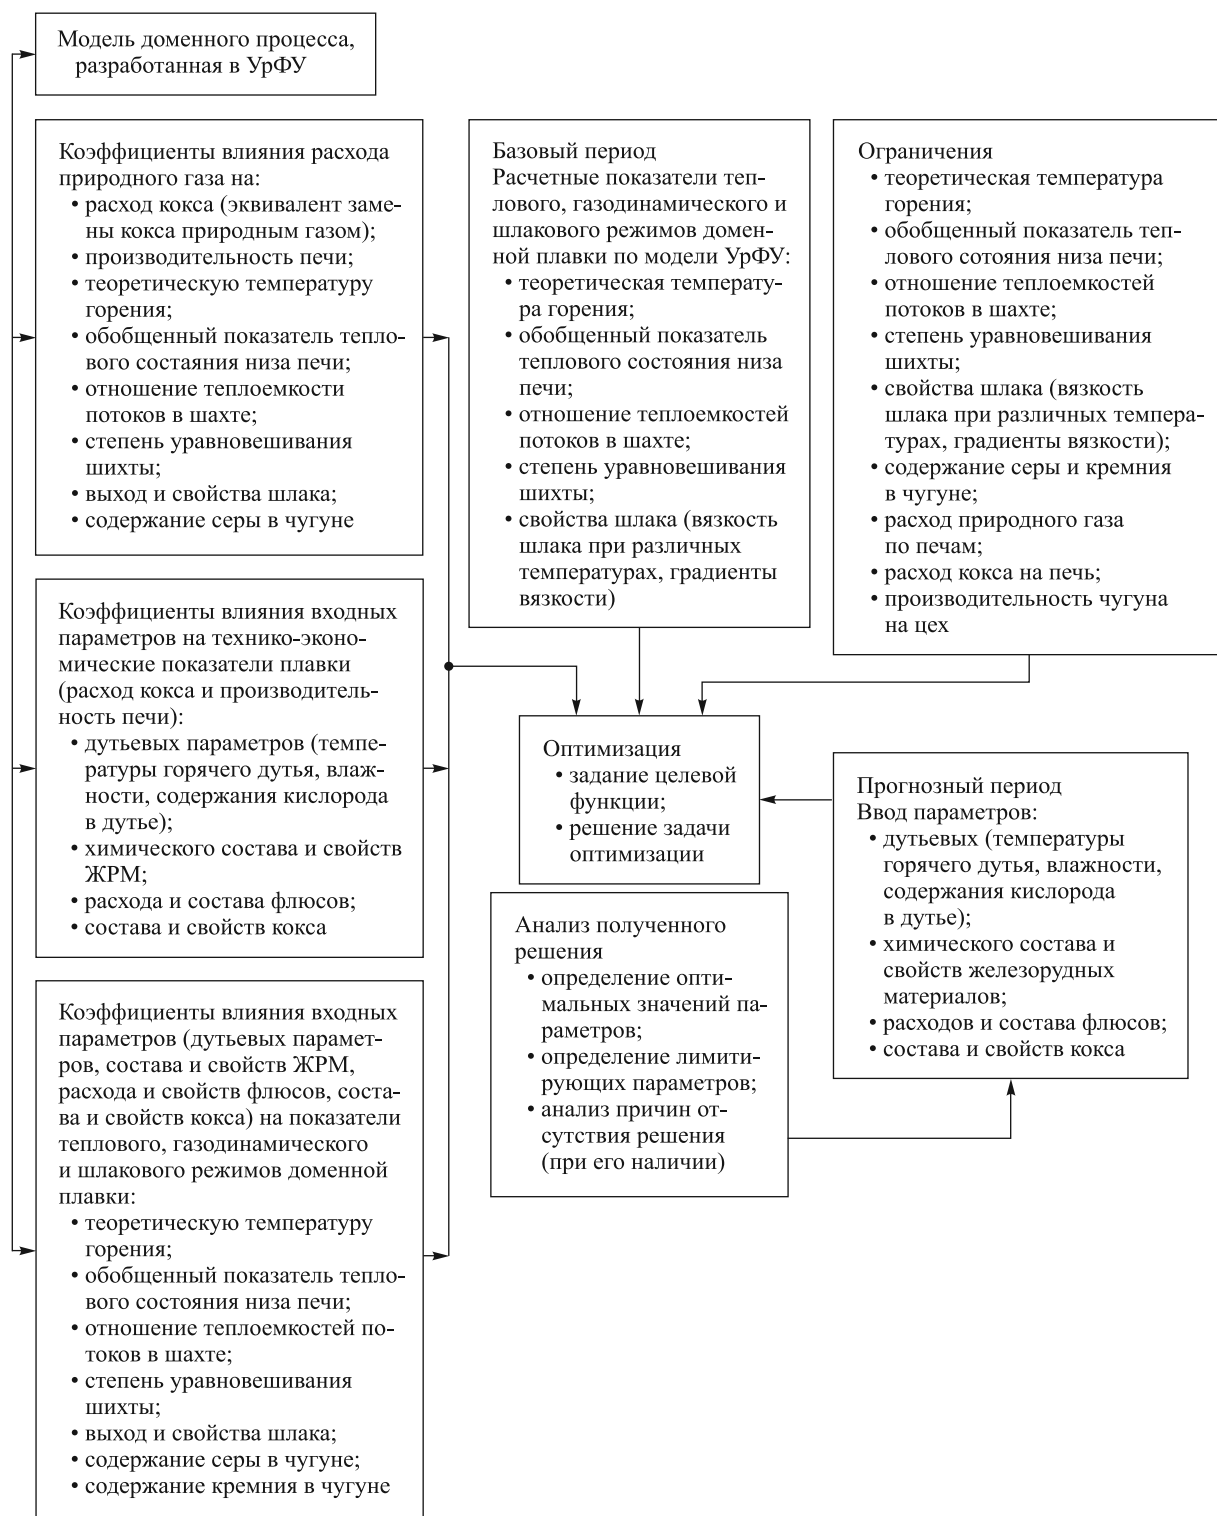 Модель доменного процесса,
разработанная в УрФУ
Коэффициенты влияния расхода
природного газа на:
• расход кокса (эквивалент заме-
ны кокса природным газом);
• производительность печи;
• теоретическую температуру
горения;
• обобщенный показатель тепло-
вого состаяния низа печи;
• отношение теплоемкости
потоков в шахте;
• степень уравновешивания
шихты;
• выход и свойства шлака;
• содержание серы в чугуне
Коэффициенты влияния входных
параметров на технико-эконо-
мические показатели плавки
(расход кокса и производитель-
ность печи):
• дутьевых параметров (темпе-
ратуры горячего дутья, влаж-
ности, содержания кислорода
в дутье);
• химического состава и свойств
ЖРМ;
• расхода и состава флюсов;
• состава и свойств кокса
Коэффициенты влияния входных
параметров (дутьевых парамет-
ров, состава и свойств ЖРМ,
расхода и свойств флюсов, соста-
ва и свойств кокса) на показатели
теплового, газодинамического
и шлакового режимов доменной
плавки:
• теоретическую температуру
горения;
• обобщенный показатель тепло-
вого состояния низа печи;
• отношение теплоемкостей по-
токов в шахте;
• степень уравновешивания
шихты;
• выход и свойства шлака;
• содержание серы в чугуне;
• содержание кремния в чугуне
Базовый период
Расчетные показатели теп-
лового, газодинамического и
шлакового режимов домен-
ной плавки по модели УрФУ:
• теоретическая температу-
ра горения;
• обобщенный показатель
теплового состояния низа
печи;
• отношение теплоемкостей
потоков в шахте;
• степень уравновешивания
шихты;
• свойства шлака (вязкость
шлака при различных
температурах, градиенты
вязкости)
Ограничения
• теоретическая температура
горения;
• обобщенный показатель теп-
лового сотояния низа печи;
• отношение теплоемкостей
потоков в шахте;
• степень уравновешивания
шихты;
• свойства шлака (вязкость
шлака при различных темпера-
турах, градиенты вязкости);
• содержание серы и кремния
в чугуне;
• расход природного газа
по печам;
• расход кокса на печь;
• производительность чугуна
на цех
Оптимизация
• задание целевой
функции;
• решение задачи
оптимизации
Анализ полученного
решения
• определение опти-
мальных значений па-
раметров;
• определение лимити-
рующих параметров;
• анализ причин от-
сутствия решения
(при его наличии)
Прогнозный период
Ввод параметров:
• дутьевых (температуры
горячего дутья, влажности,
содержания кислорода
в дутье);
• химического состава и
свойств железорудных
материалов;
• расходов и состава флюсов;
• состава и свойств кокса